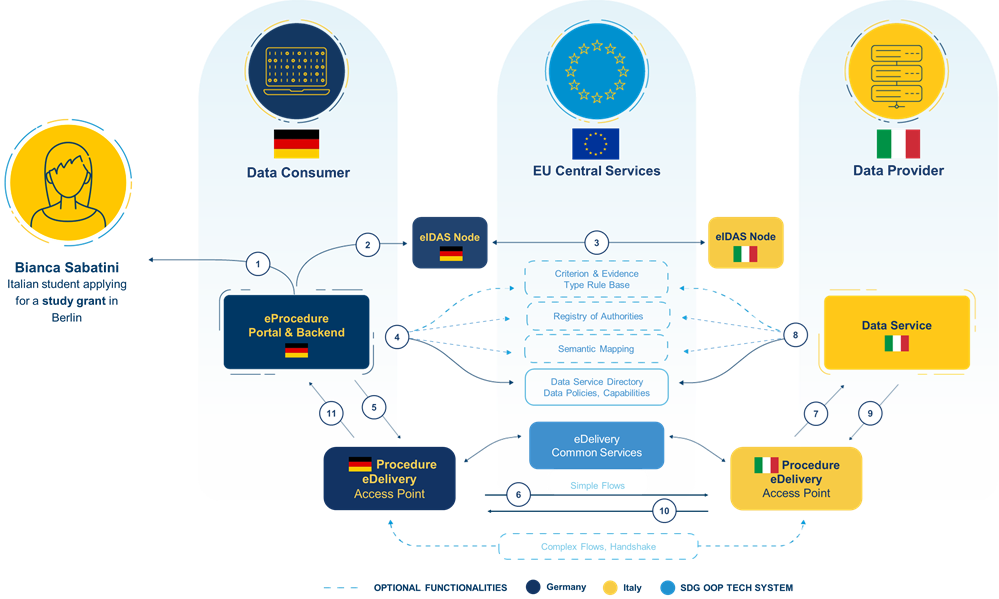 Data Consumer
EU Central Services
Data Provider
Bianca Sabatini
Italian student applying
for a study grant in
Berlin
1
2
eIDAS Node
3
eIDAS Node
Criterion & Evidence
Type Rule Base
Registry of Authorities
Semantic Mapping
Data Service Directory
Data Policies, Capabilities
eProcedure
Portal & Backend
4
8
Data Service
11
5
7
9
Procedure
eDelivery
Access Point
eDelivery
Common Services
Procedure
eDelivery
Access Point
Simple Flows
6
10
Complex Flows, Handshake
OPTIONAL FUNCTIONALITIES
Germany
Italy
SDG OOP TECH SYSTEM